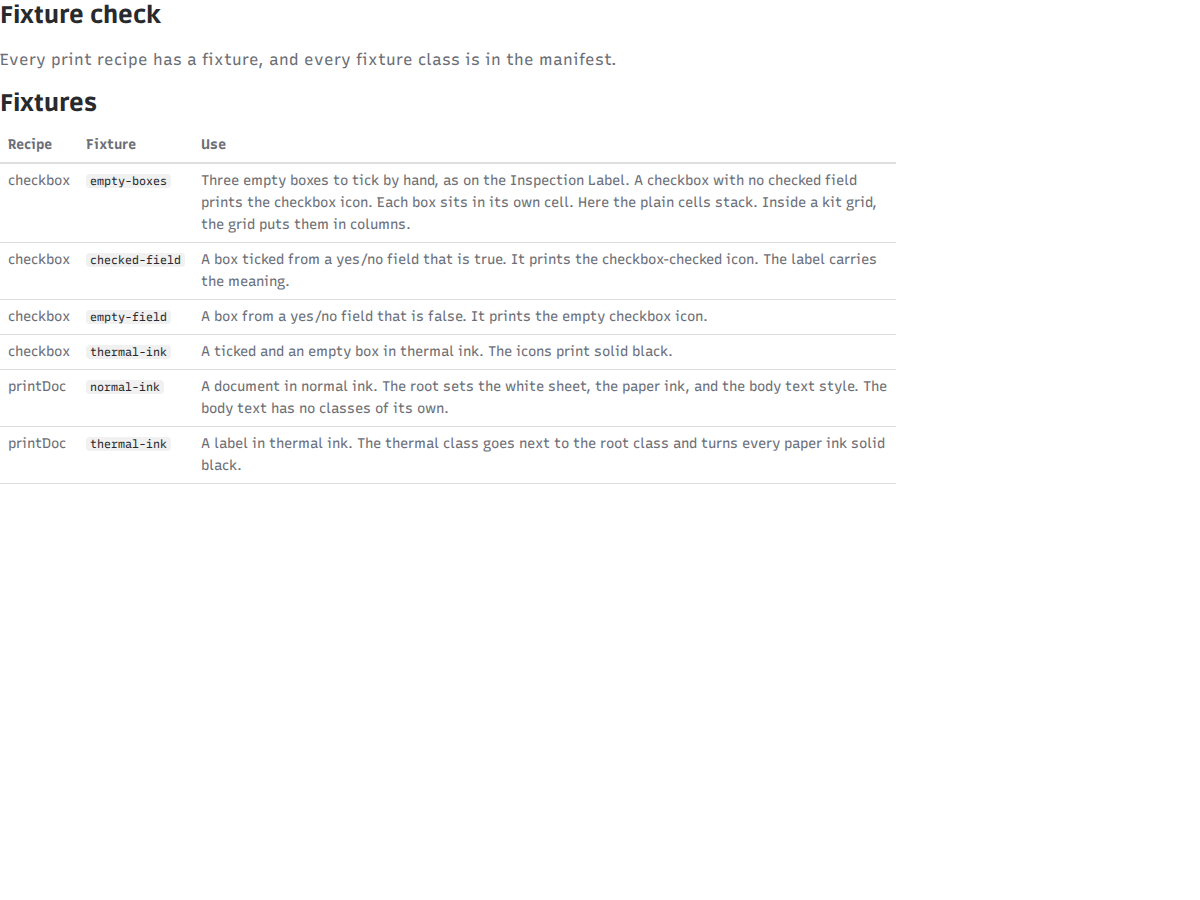 Fixture check
Every print recipe has a fixture, and every fixture class is in the manifest.
Fixtures
Recipe Fixture Use
checkbox empty-boxes Three empty boxes to tick by hand, as on the Inspection Label. A checkbox with no checked field
prints the checkbox icon. Each box sits in its own cell. Here the plain cells stack. Inside a kit grid,
the grid puts them in columns.
checkbox checked-field A box ticked from a yes/no field that is true. It prints the checkbox-checked icon. The label carries
the meaning.
checkbox empty-field A box from a yes/no field that is false. It prints the empty checkbox icon.
checkbox thermal-ink A ticked and an empty box in thermal ink. The icons print solid black.
printDoc normal-ink A document in normal ink. The root sets the white sheet, the paper ink, and the body text style. The
body text has no classes of its own.
printDoc thermal-ink A label in thermal ink. The thermal class goes next to the root class and turns every paper ink solid
black.